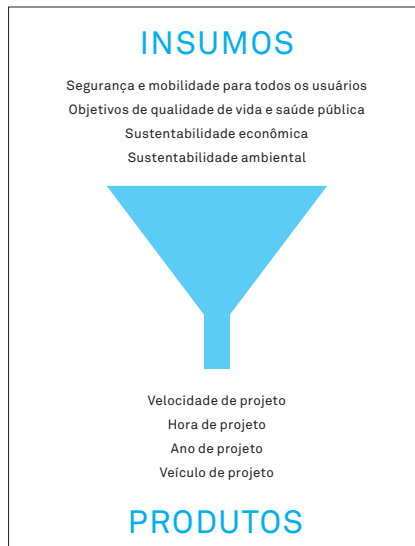 INSUMOS
Segurança e mobilidade para todos os usuários
Objetivos de qualidade de vida e saúde pública
Sustentabilidade econômica
Sustentabilidade ambiental
Velocidade de projeto
Hora de projeto
Ano de projeto
Veículo de projeto
PRODUTOS